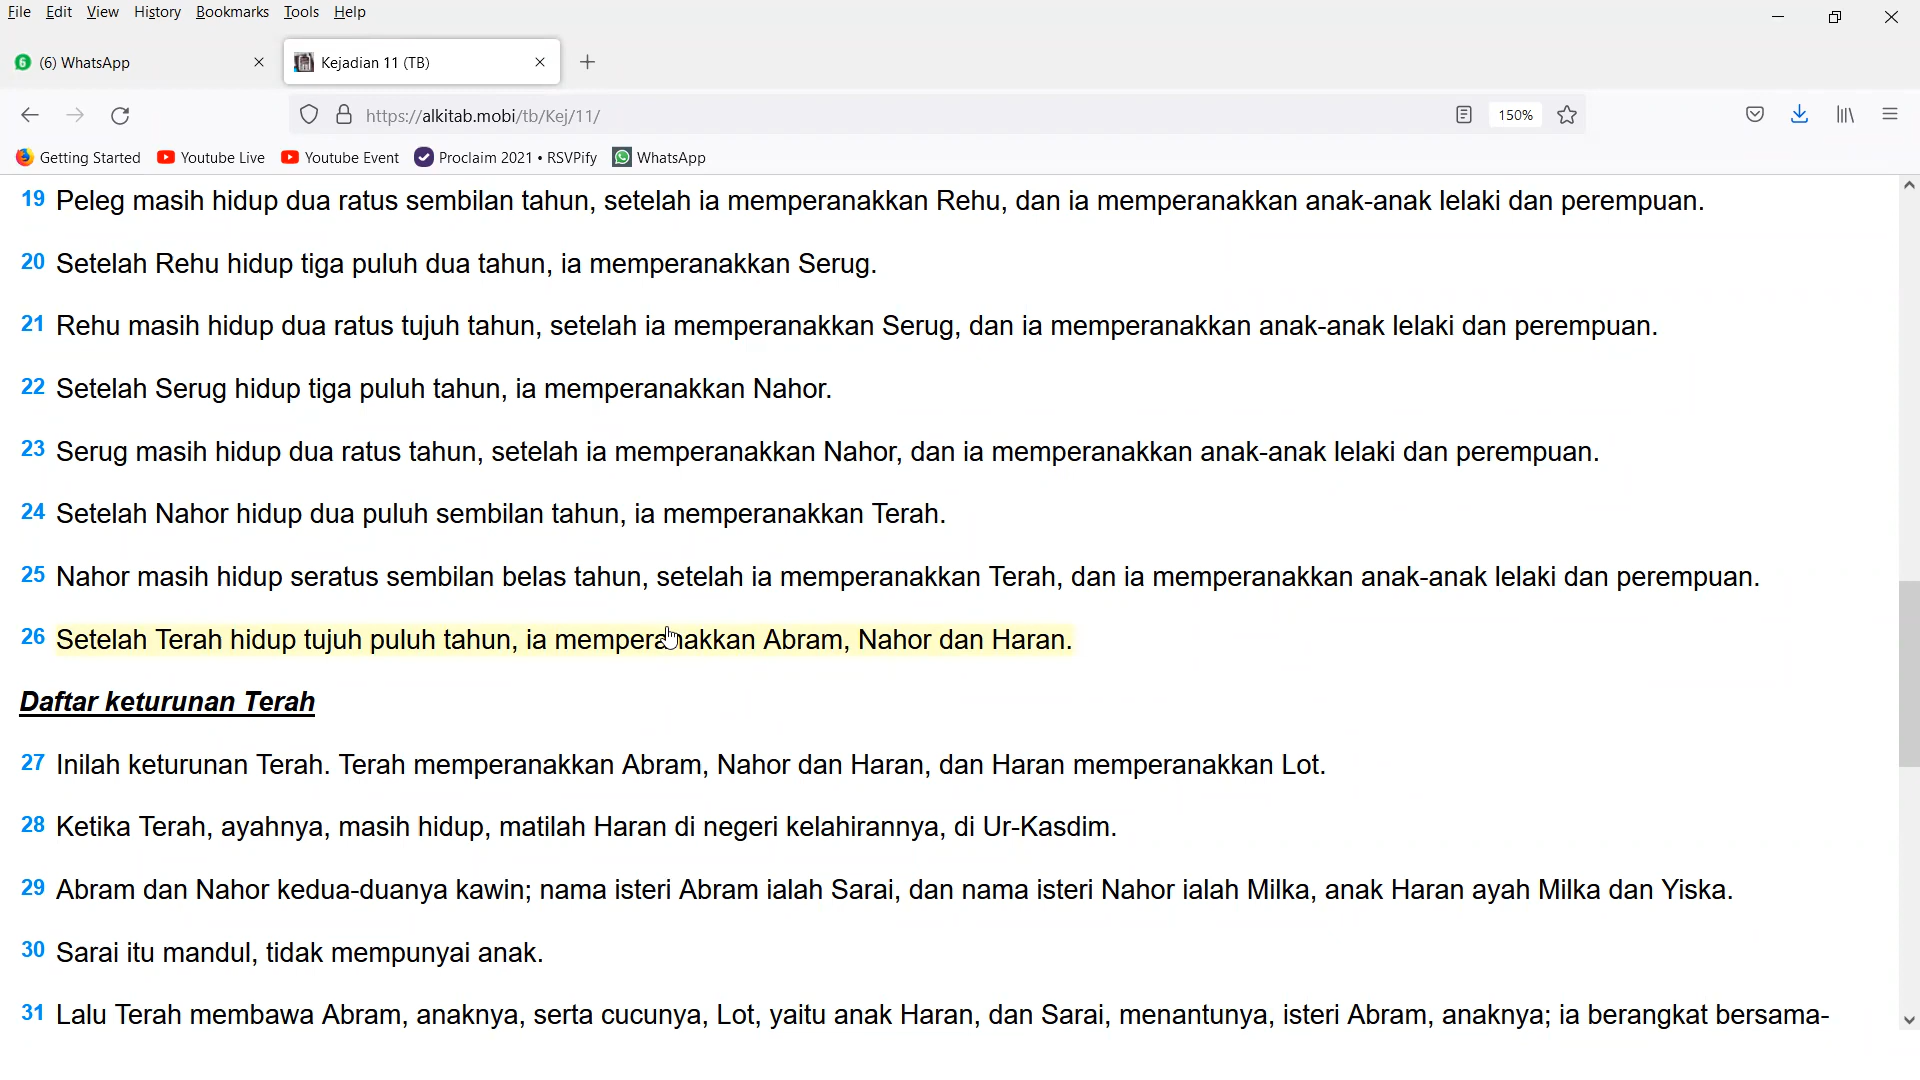 File Edit View History Bookmarks Tools Help
6 (6) WhatsApp
Kejadian 11 (TB)
https://alkitab.mobi/tb/Kej/11/
150%
Getting Started Youtube Live Youtube Event Proclaim 2021 • RSVPify WhatsApp
19 Peleg masih hidup dua ratus sembilan tahun, setelah ia memperanakkan Rehu, dan ia memperanakkan anak-anak lelaki dan perempuan.
20 Setelah Rehu hidup tiga puluh dua tahun, ia memperanakkan Serug.
21 Rehu masih hidup dua ratus tujuh tahun, setelah ia memperanakkan Serug, dan ia memperanakkan anak-anak lelaki dan perempuan.
22 Setelah Serug hidup tiga puluh tahun, ia memperanakkan Nahor.
23 Serug masih hidup dua ratus tahun, setelah ia memperanakkan Nahor, dan ia memperanakkan anak-anak lelaki dan perempuan.
24 Setelah Nahor hidup dua puluh sembilan tahun, ia memperanakkan Terah.
25 Nahor masih hidup seratus sembilan belas tahun, setelah ia memperanakkan Terah, dan ia memperanakkan anak-anak lelaki dan perempuan.
26 Setelah Terah hidup tujuh puluh tahun, ia memperanakkan Abram, Nahor dan Haran.
Daftar keturunan Terah
27 Inilah keturunan Terah. Terah memperanakkan Abram, Nahor dan Haran, dan Haran memperanakkan Lot.
28 Ketika Terah, ayahnya, masih hidup, matilah Haran di negeri kelahirannya, di Ur-Kasdim.
29 Abram dan Nahor kedua-duanya kawin; nama isteri Abram ialah Sarai, dan nama isteri Nahor ialah Milka, anak Haran ayah Milka dan Yiska.
30 Sarai itu mandul, tidak mempunyai anak.
31 Lalu Terah membawa Abram, anaknya, serta cucunya, Lot, yaitu anak Haran, dan Sarai, menantunya, isteri Abram, anaknya; ia berangkat bersama-